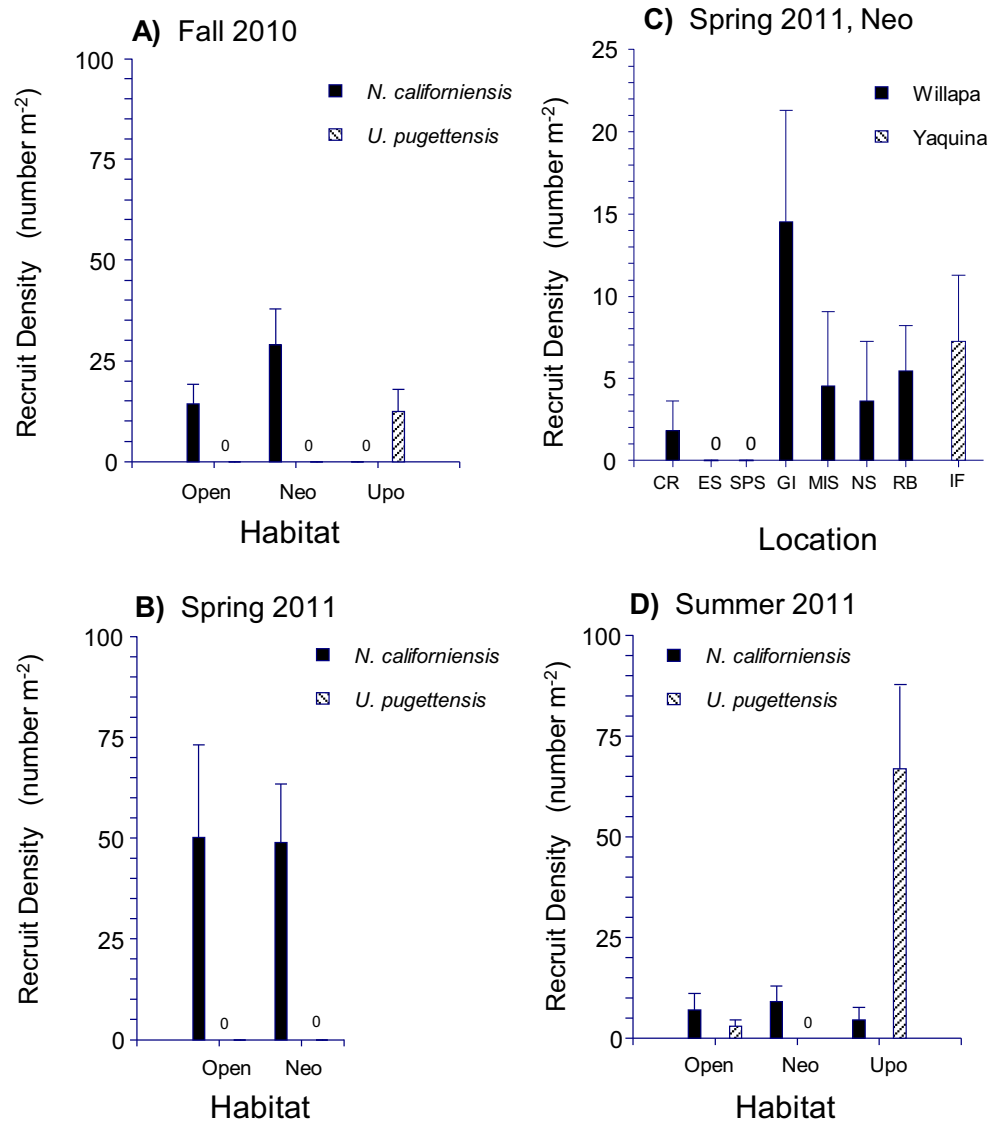 A) Fall 2010
Recruit Density (number m-2)
100
75
50
25
0
N. californiensis
U. pugettensis
0
0
0
Open Neo Upo
Habitat
C) Spring 2011, Neo
Recruit Density (number m-2)
25
20
15
10
5
0
Willapa
Yaquina
0 0
CR ES SPS GI MIS NS RB IF
Location
B) Spring 2011
Recruit Density (number m-2)
100
75
50
25
0
N. californiensis
U. pugettensis
0
0
Open Neo
Habitat
D) Summer 2011
Recruit Density (number m-2)
100
75
50
25
0
N. californiensis
U. pugettensis
0
Open Neo Upo
Habitat